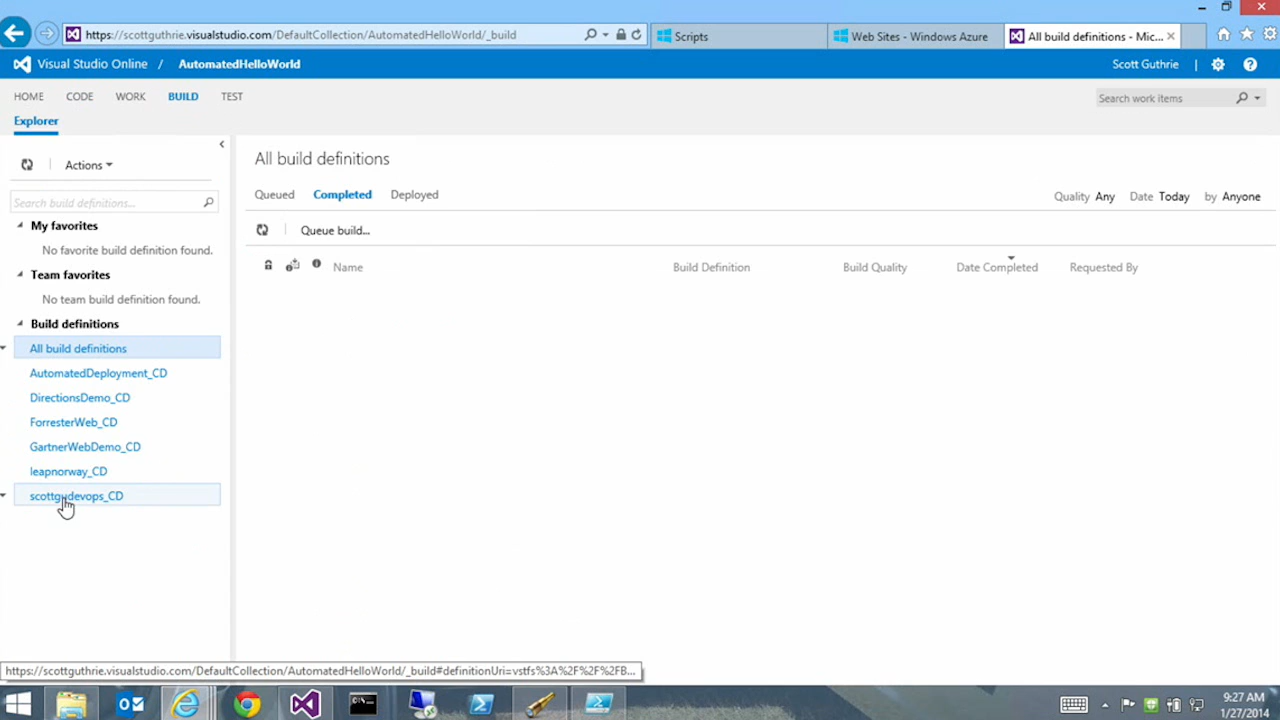 https://scottguthrie.visualstudio.com/DefaultCollection/AutomatedHelloWorld/_build
Scripts
Web Sites - Windows Azure
All build definitions - Mic...
Visual Studio Online / AutomatedHelloWorld
Scott Guthrie
HOME CODE WORK BUILD TEST
Search work items
Explorer
Actions
Search build definitions...
My favorites
No favorite build definition found.
Team favorites
No team build definition found.
Build definitions
All build definitions
AutomatedDeployment_CD
DirectionsDemo_CD
ForresterWeb_CD
GartnerWebDemo_CD
leapnorway_CD
scottgudevops_CD
All build definitions
Queued Completed Deployed
Quality Any Date Today by Anyone
Queue build...
Name Build Definition Build Quality Date Completed Requested By
https://scottguthrie.visualstudio.com/DefaultCollection/AutomatedHelloWorld/_build#definitionUri=vstfs%3A%2F%2F%2FB...
9:27 AM
1/27/2014